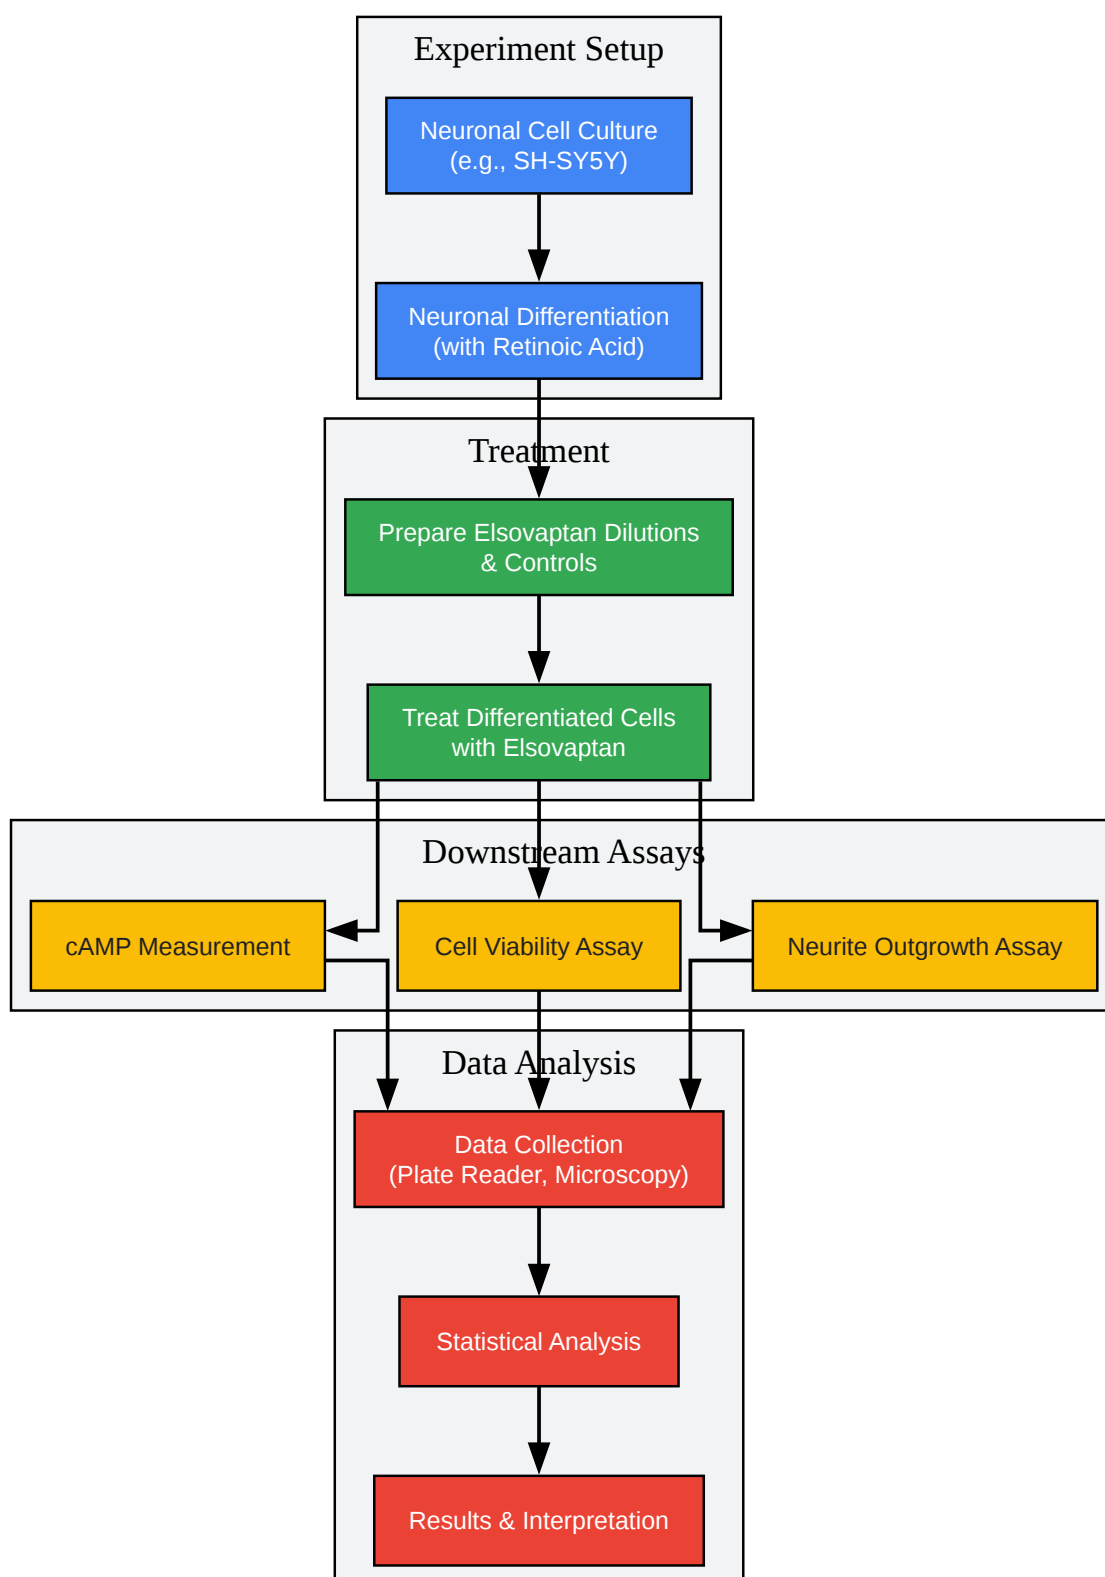 Experiment Setup
Neuronal Cell Culture
(e.g., SH-SY5Y)
Neuronal Differentiation
(with Retinoic Acid)
Treatment
Prepare Elsovaptan Dilutions
& Controls
Treat Differentiated Cells
with Elsovaptan
Downstream Assays
cAMP Measurement
Cell Viability Assay
Neurite Outgrowth Assay
Data Analysis
Data Collection
(Plate Reader, Microscopy)
Statistical Analysis
Results & Interpretation